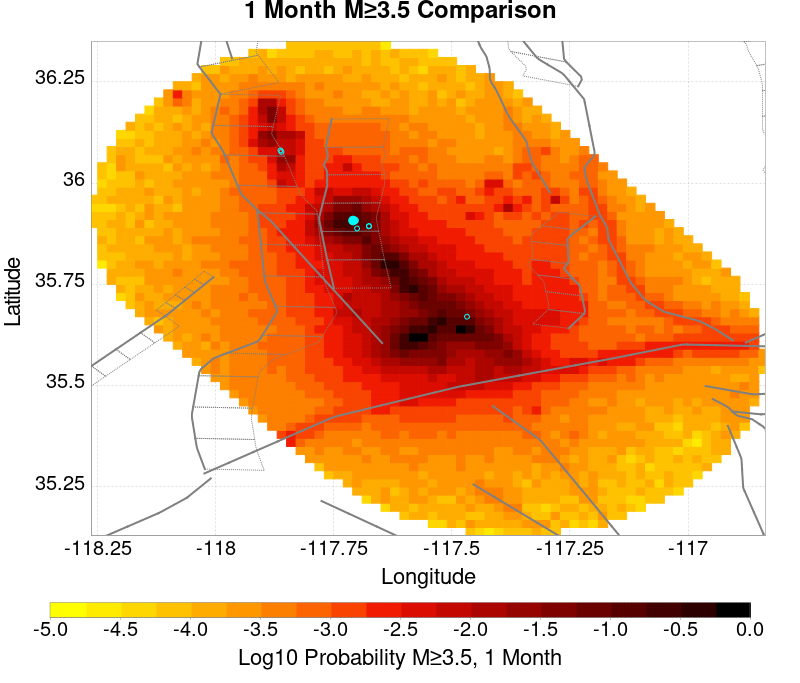 1 Month M≥3.5 Comparison
36.25
36
35.75
35.5
35.25
Latitude
-118.25 -118 -117.75 -117.5 -117.25 -117
Longitude
-5.0 -4.5 -4.0 -3.5 -3.0 -2.5 -2.0 -1.5 -1.0 -0.5 0.0
Log10 Probability M≥3.5, 1 Month